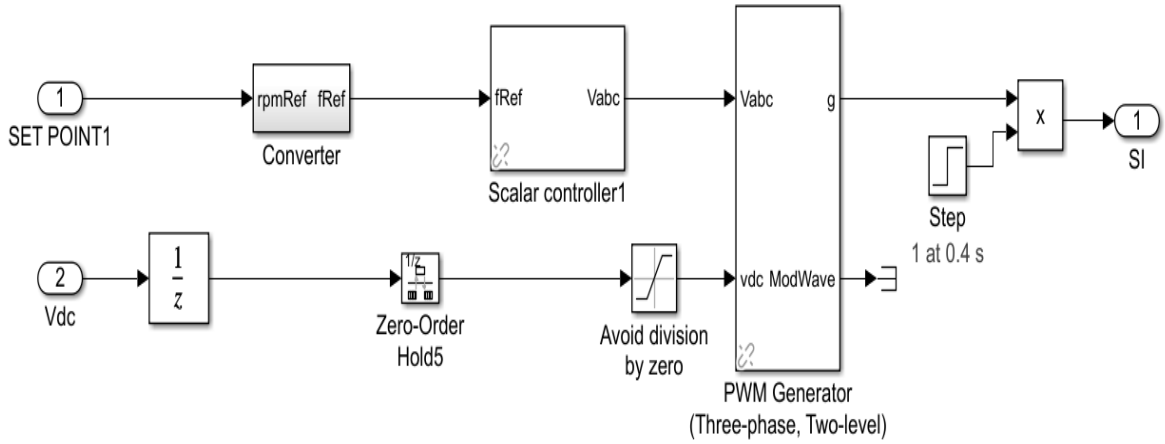 1
SET POINT1
rpmRef fRef
Converter
fRef Vabc
Scalar controller1
Vabc g
Step
1 at 0.4 s
x
1
SI
2
Vdc
1
z
1/z
Zero-Order
Hold5
Avoid division
by zero
vdc ModWave
PWM Generator
(Three-phase, Two-level)